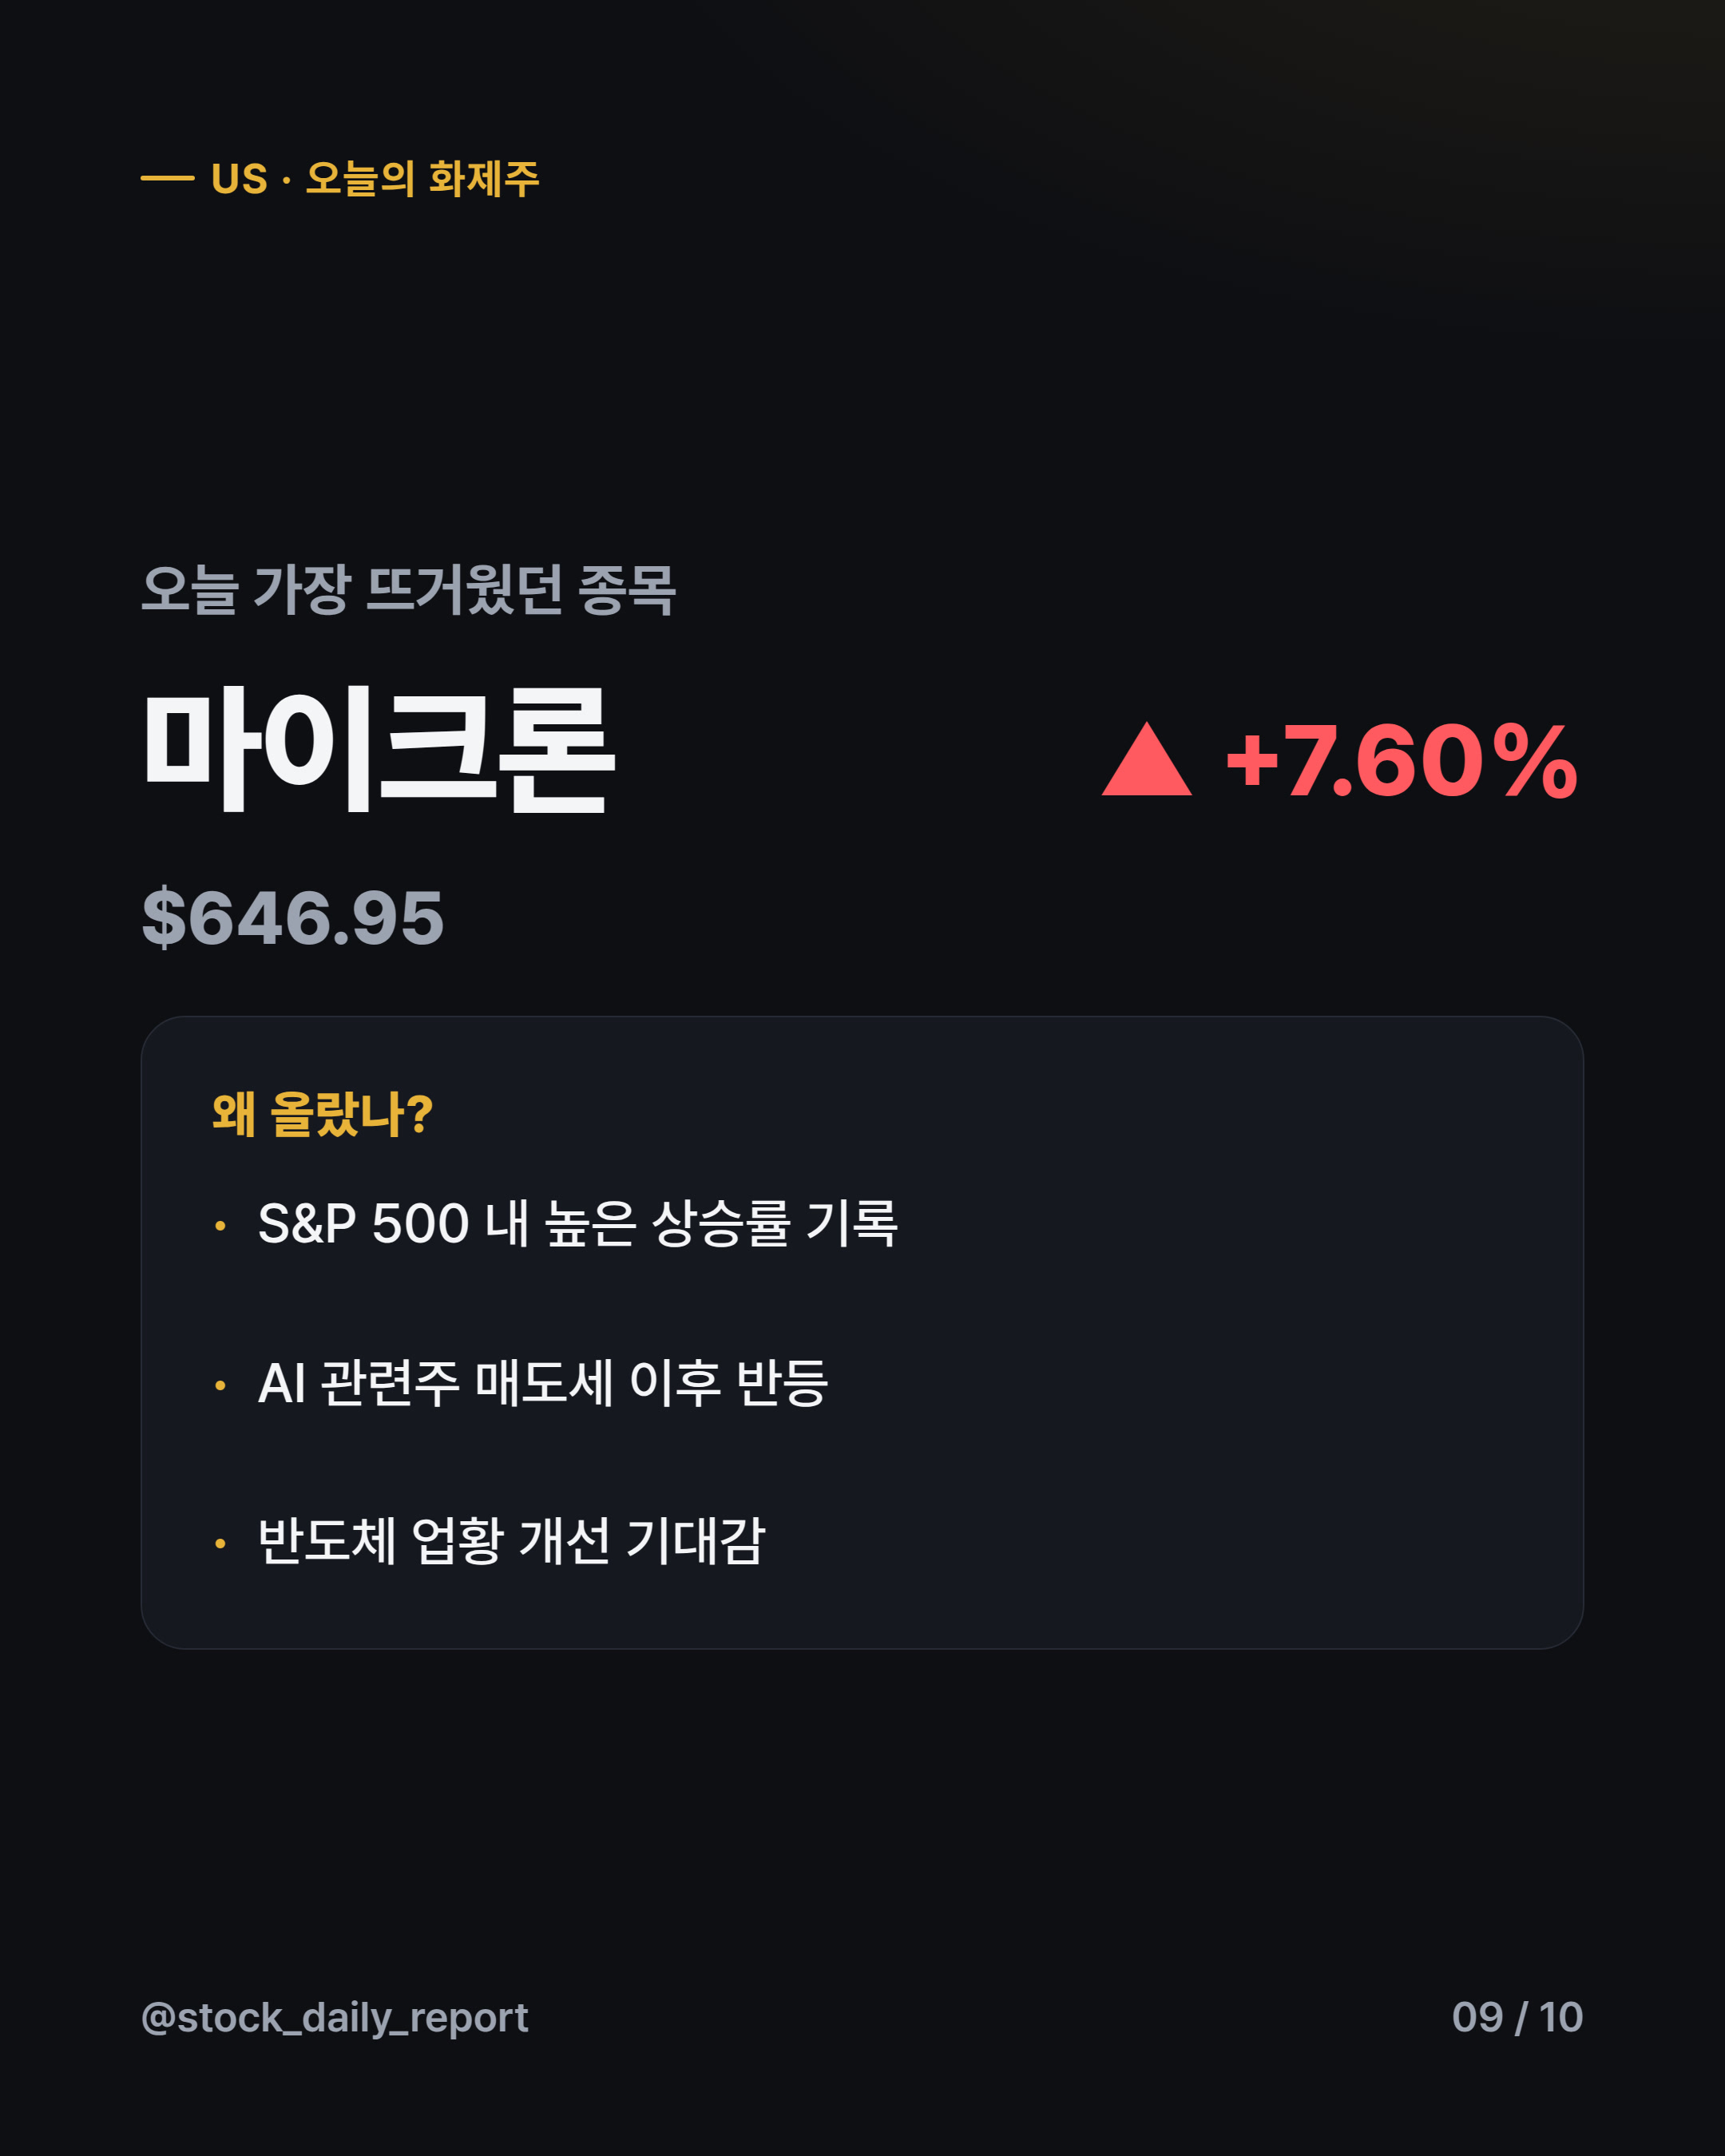 US · 오늘의 화제주
오늘 가장 뜨거웠던 종목
마이크론
▲ +7.60%
$646.95
왜 올랐나?
• S&P 500 내 높은 상승률 기록
• AI 관련주 매도세 이후 반등
• 반도체 업황 개선 기대감
@stock_daily_report
09 / 10